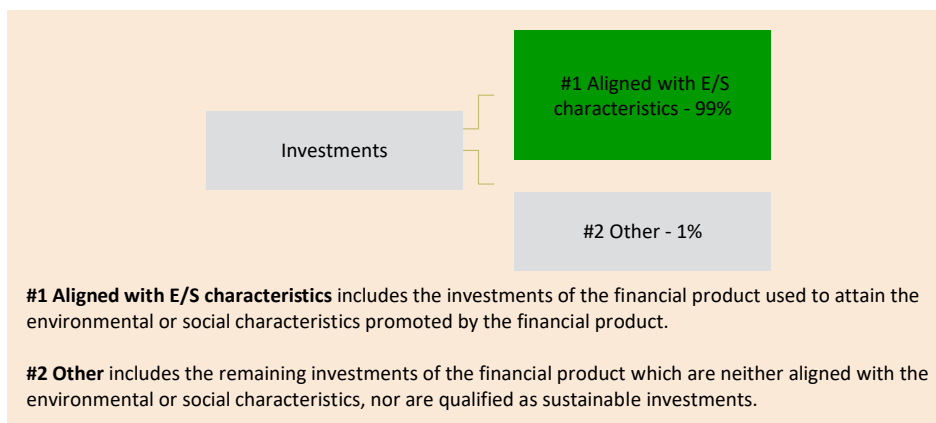 #1 Aligned with E/S
characteristics - 99%
Investments
#2 Other - 1%
#1 Aligned with E/S characteristics includes the investments of the financial product used to attain the
environmental or social characteristics promoted by the financial product.
#2 Other includes the remaining investments of the financial product which are neither aligned with the
environmental or social characteristics, nor are qualified as sustainable investments.